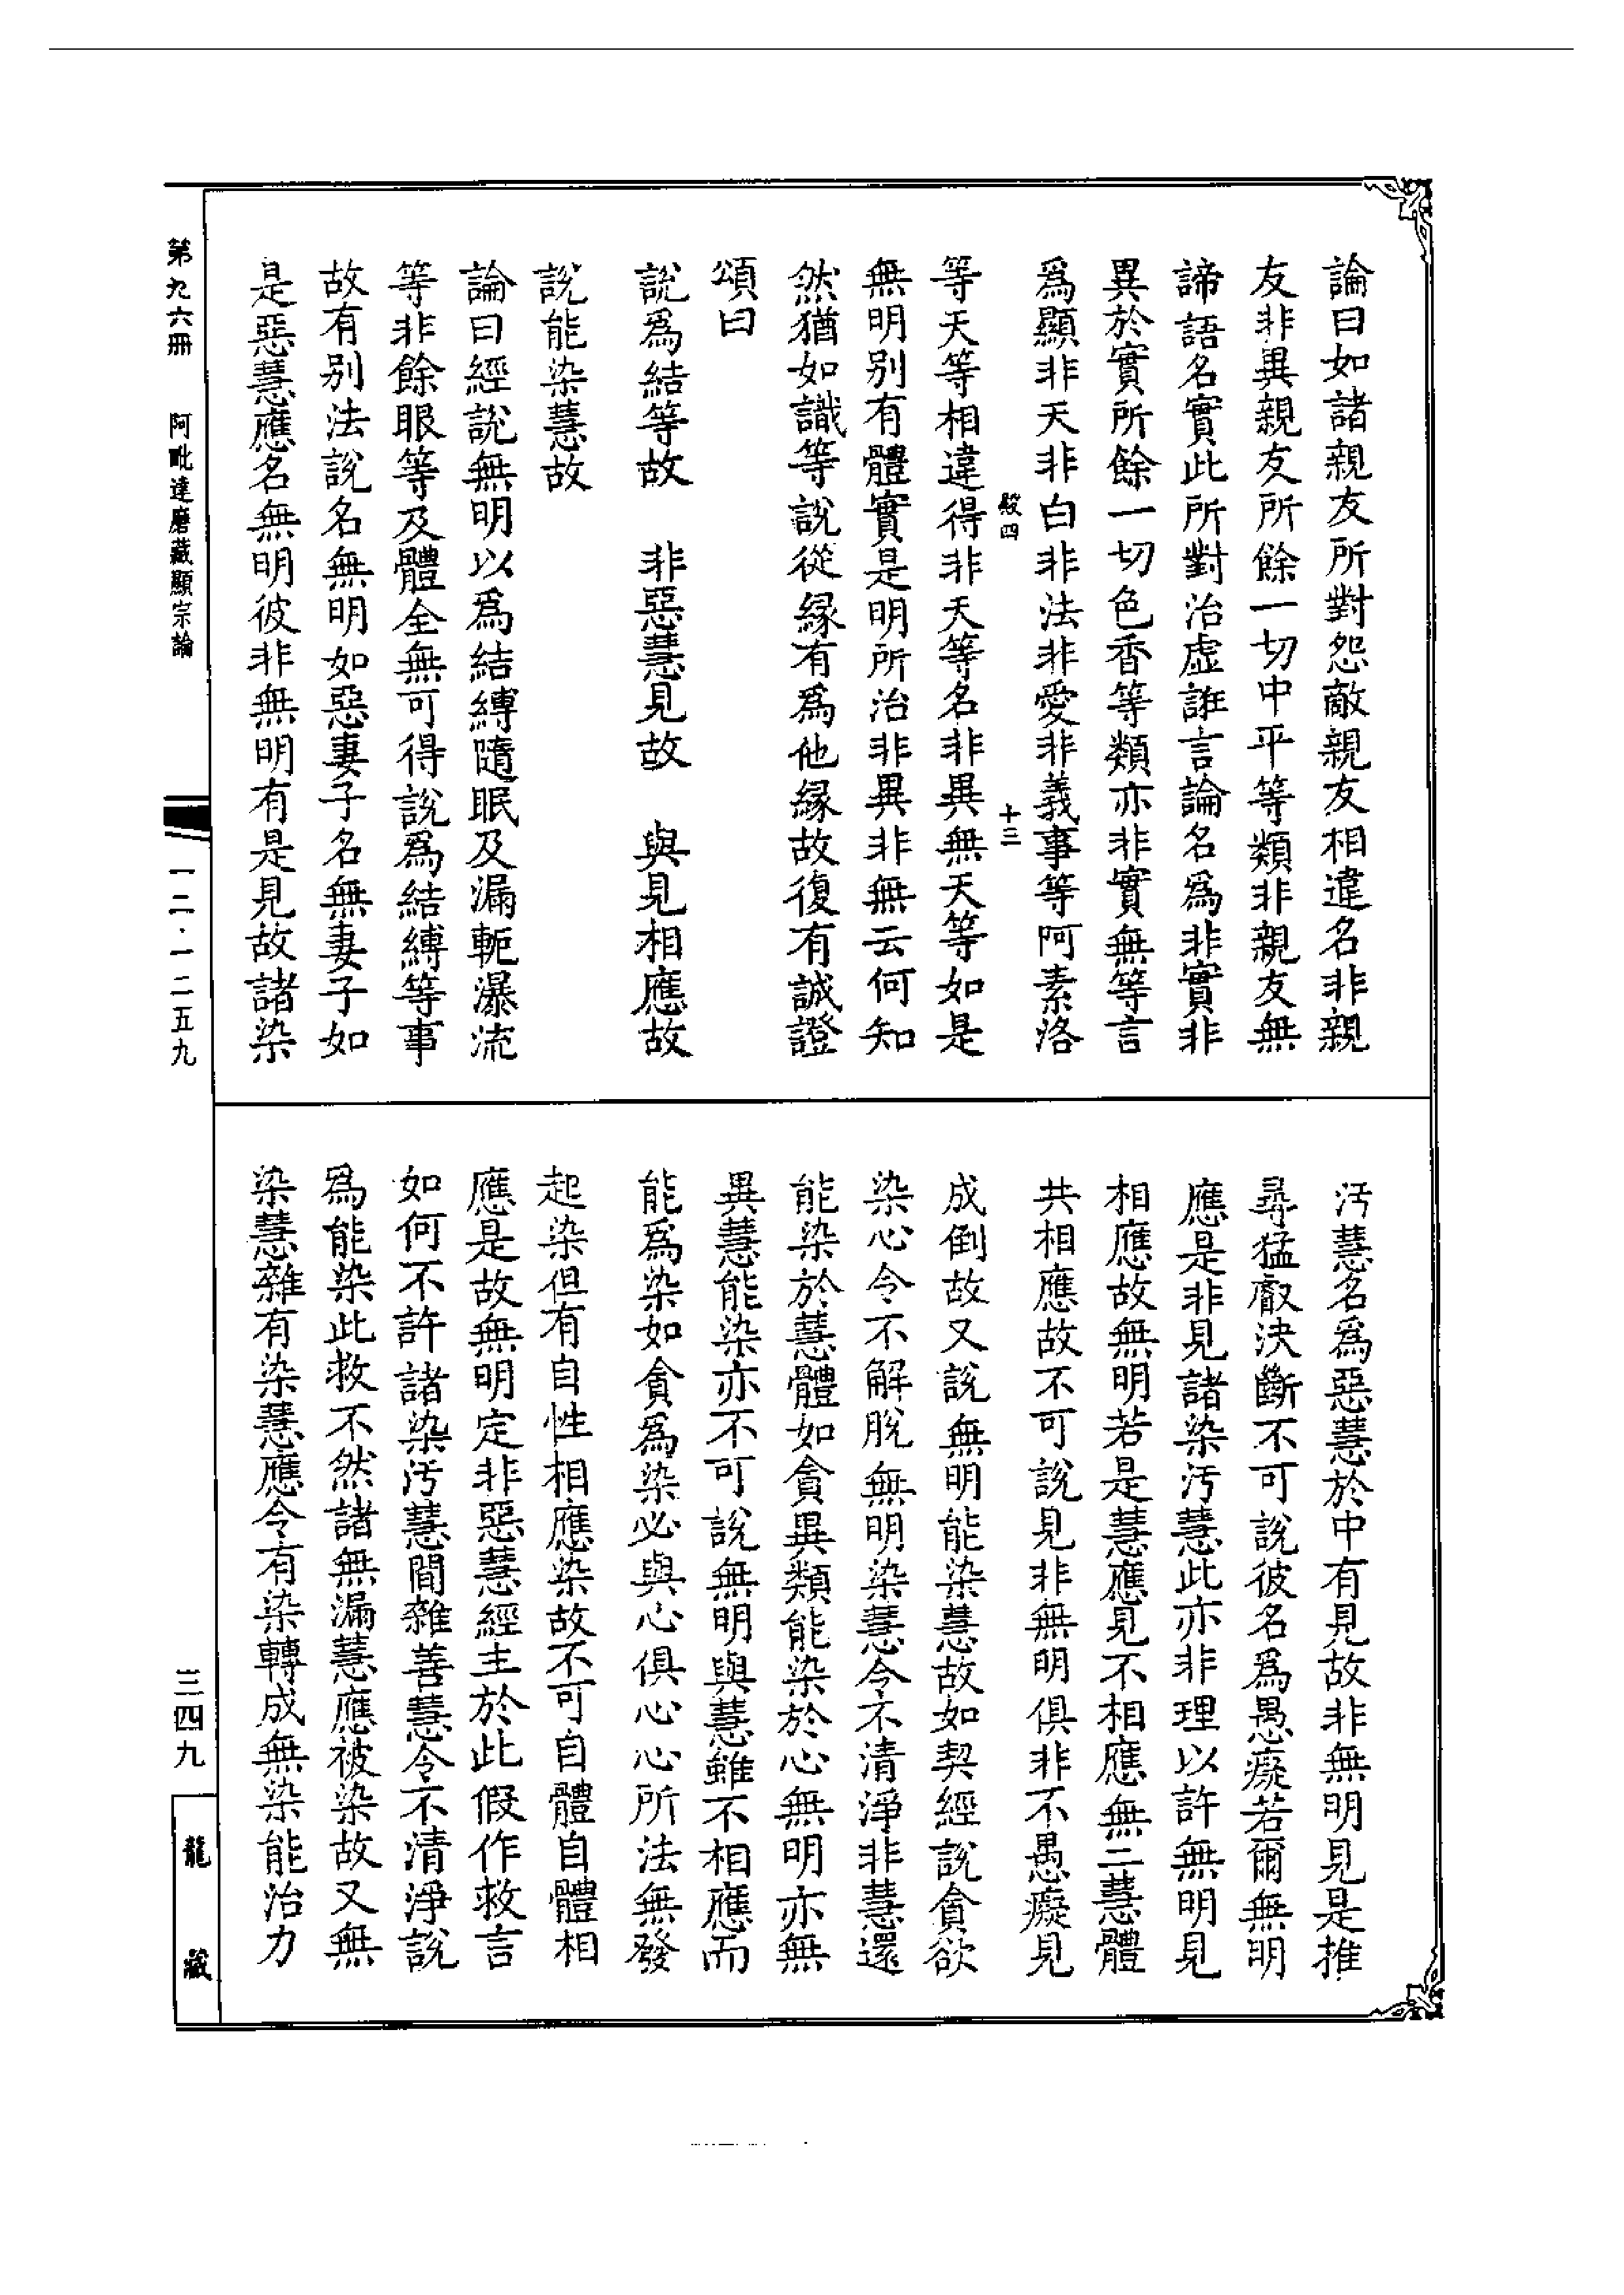 論曰如諸親友所對怨敵親友相違名非親
友非異親友所餘一切中平等類非親友無
諦語名實此所對治虛誑言論名為非實非
異於實所餘一切色香等類亦非實無等言
為顯非天非白非法非愛非義事等阿素洛
殿四 十三
等天等相違得非天等名非異無天等如是
無明別有體實是明所治非異非無云何知
然猶如識等說從緣有為他緣故復有誠證
頌曰
說為結等故 非惡慧見故 與見相應故
說能染慧故
論曰經說無明以為結縛隨眠及漏軛瀑流
等非餘眼等及體全無可得說為結縛等事
故有別法說名無明如惡妻子名無妻子如
是惡慧應名無明彼非無明有是見故諸染
汚慧名為惡慧於中有見故非無明見是推
尋猛叡決斷不可說彼名為愚癡若爾無明
應是非見諸染汚慧此亦非理以許無明見
相應故無明若是慧應見不相應無二慧體
共相應故不可說見非無明俱非不愚癡見
成倒故又說無明能染慧故如契經說貪欲
染心令不解脫無明染慧令不清淨非慧還
能染於慧體如貪異類能染於心無明亦無
異慧能染亦不可說無明與慧雖不相應而
能為染如貪為染必與心俱心心所法無發
起染但有自性相應染故不可自體自體相
應是故無明定非惡慧經主於此假作救言
如何不許諸染汚慧間雜善慧令不清淨說
為能染此救不然諸無漏慧應被染故又無
染慧雜有染慧應令有染轉成無染能治力
第九六冊 阿毗達磨藏顯宗論
一二·一二五九
三四九
龍藏